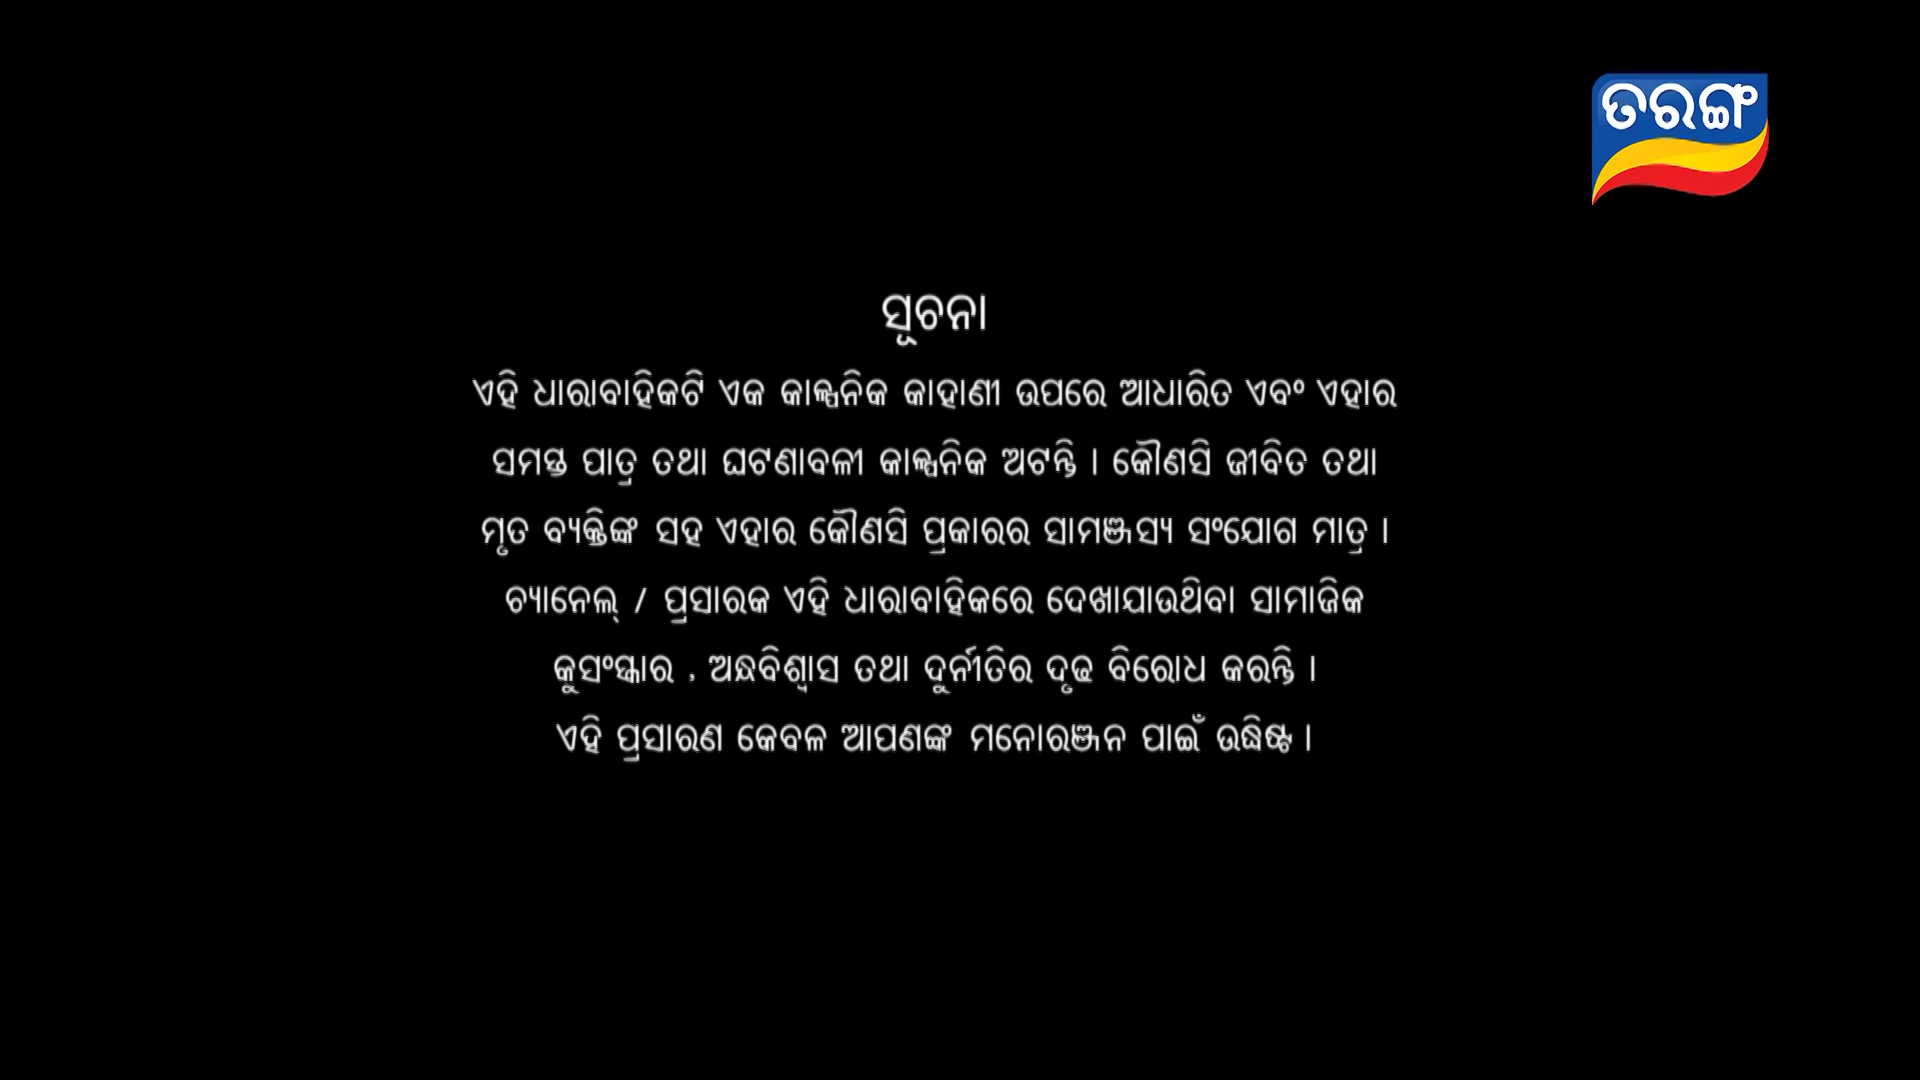 ତରଙ୍ଗ
ସୂଚନା
ଏହି ଧାରାବାହିକଟି ଏକ କାଳ୍ପନିକ କାହାଣୀ ଉପରେ ଆଧାରିତ ଏବଂ ଏହାର
ସମସ୍ତ ପାତ୍ର ତଥା ଘଟଣାବଳୀ କାଳ୍ପନିକ ଅଟନ୍ତି । କୌଣସି ଜୀବିତ ତଥା
ମୃତ ବ୍ୟକ୍ତିଙ୍କ ସହ ଏହାର କୌଣସି ପ୍ରକାରର ସାମଞ୍ଜସ୍ୟ ସଂଯୋଗ ମାତ୍ର ।
ଚ୍ୟାନେଲ୍ / ପ୍ରସାରକ ଏହି ଧାରାବାହିକରେ ଦେଖାଯାଉଥିବା ସାମାଜିକ
କୁସଂସ୍କାର , ଅନ୍ଧବିଶ୍ୱାସ ତଥା ଦୁର୍ନୀତିର ଦୃଢ ବିରୋଧ କରନ୍ତି ।
ଏହି ପ୍ରସାରଣ କେବଳ ଆପଣଙ୍କ ମନୋରଞ୍ଜନ ପାଇଁ ଉଦ୍ଧିଷ୍ଟ ।